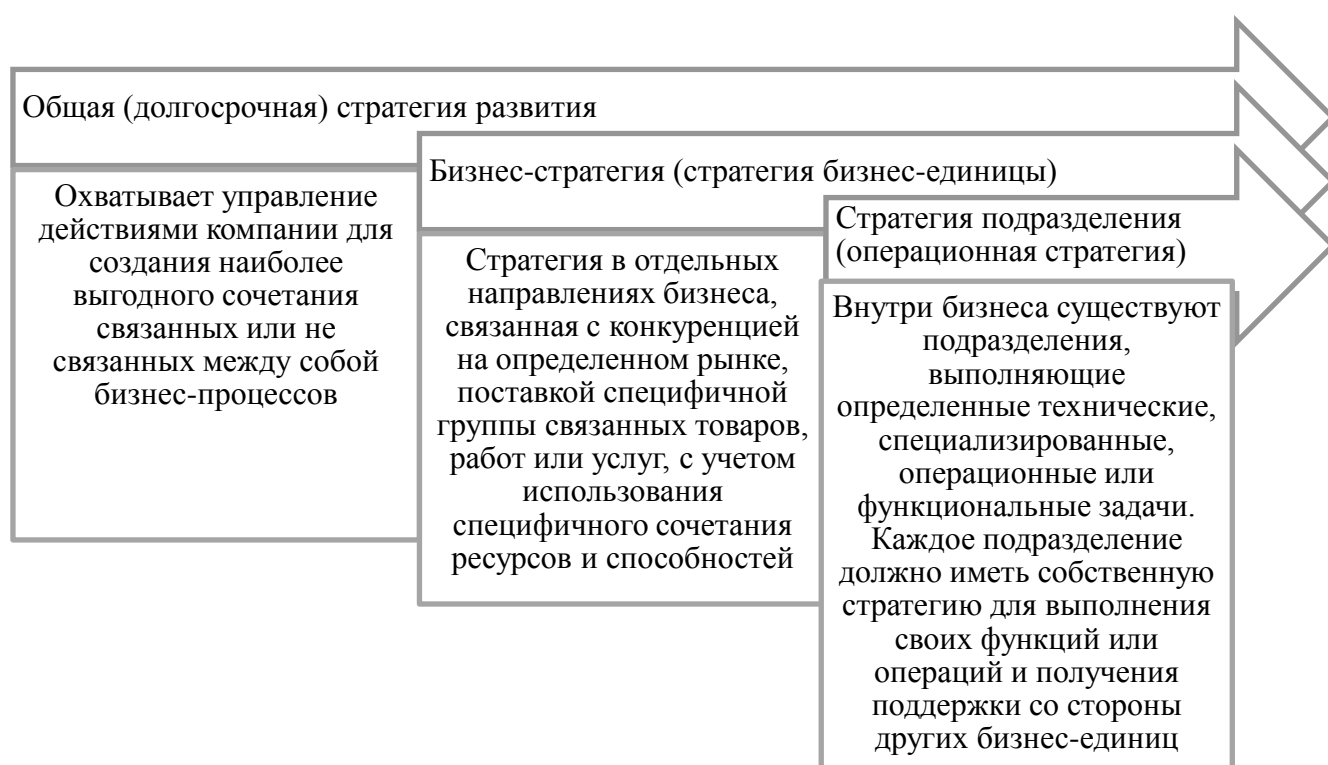 Общая (долгосрочная) стратегия развития
Охватывает управление
действиями компании для
создания наиболее
выгодного сочетания
связанных или не
связанных между собой
бизнес-процессов
Бизнес-стратегия (стратегия бизнес-единицы)
Стратегия в отдельных
направлениях бизнеса,
связанная с конкуренцией
на определенном рынке,
поставкой специфичной
группы связанных товаров,
работ или услуг, с учетом
использования
специфичного сочетания
ресурсов и способностей
Стратегия подразделения
(операционная стратегия)
Внутри бизнеса существуют
подразделения,
выполняющие
определенные технические,
специализированные,
операционные или
функциональные задачи.
Каждое подразделение
должно иметь собственную
стратегию для выполнения
своих функций или
операций и получения
поддержки со стороны
других бизнес-единиц